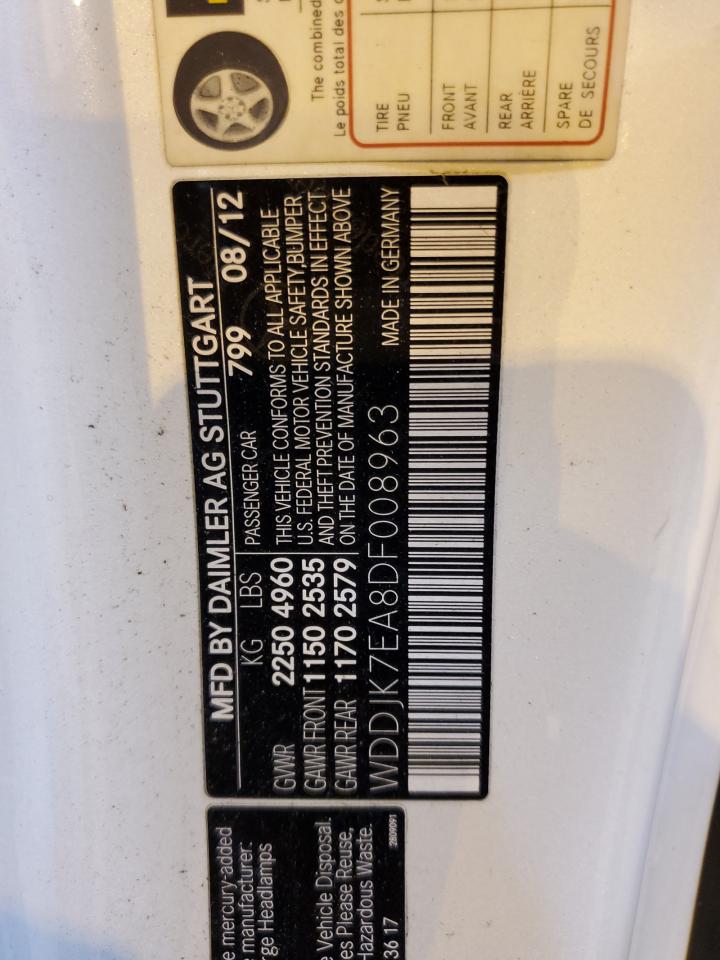 The combined
Le poids total des
TIRE
PNEU
FRONT
AVANT
REAR
ARRIÈRE
SPARE
DE SECOURS
MFD BY DAIMLER AG STUTTGART
799 08/12
KG LBS PASSENGER CAR
GVWR 2250 4960
GAWR FRONT 1150 2535
GAWR REAR 1170 2579
THIS VEHICLE CONFORMS TO ALL APPLICABLE
U.S. FEDERAL MOTOR VEHICLE SAFETY, BUMPER
AND THEFT PREVENTION STANDARDS IN EFFECT
ON THE DATE OF MANUFACTURE SHOWN ABOVE
WDDJK7EA8DF008963 MADE IN GERMANY
mercury-added
manufacturer.
ge Headlamps
Vehicle Disposal.
es Please Reuse,
Hazardous Waste.
36 17